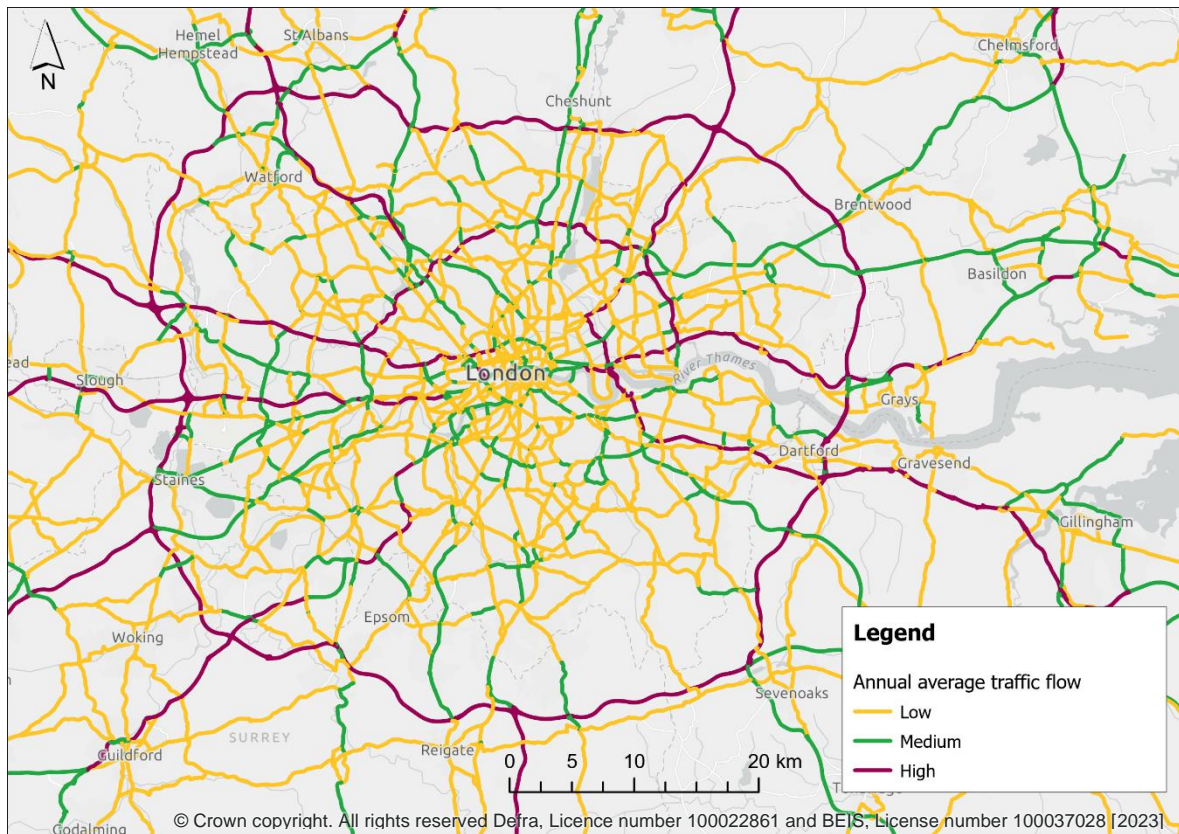 Hemel
Hempstead
St Albans
Chelmsford
N
Cheshunt
Watford
Brentwood
Basildon
London
River Thames
ead
Slough
Grays
Dartford
Gravesend
Staines
Gillingham
Epsom
Woking
Legend
Annual average traffic flow
Low
Medium
High
Sevenoaks
SURREY
Guildford
Reigate
0 5 10 20 km
Godalming
© Crown copyright. All rights reserved Defra, Licence number 100022861 and BEIS, License number 100037028 [2023]